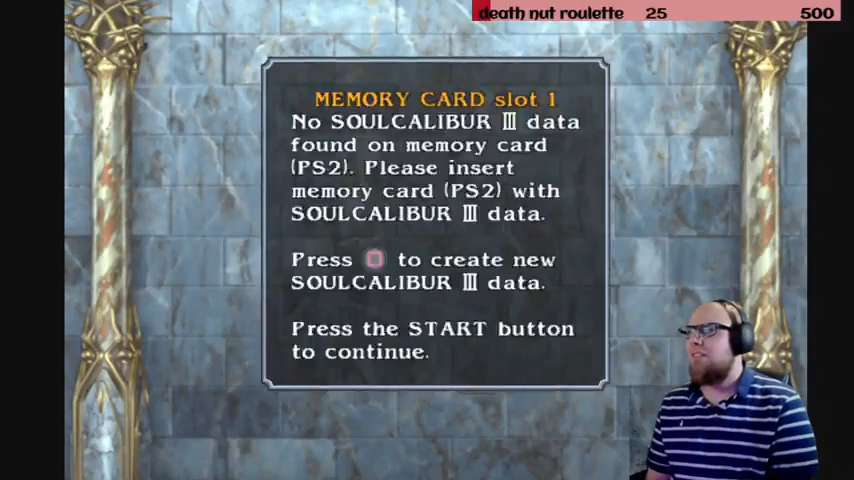 death nut roulette 25 500
MEMORY CARD slot 1
No SOULCALIBUR III data
found on memory card
(PS2). Please insert
memory card (PS2) with
SOULCALIBUR III data.
Press □ to create new
SOULCALIBUR III data.
Press the START button
to continue.